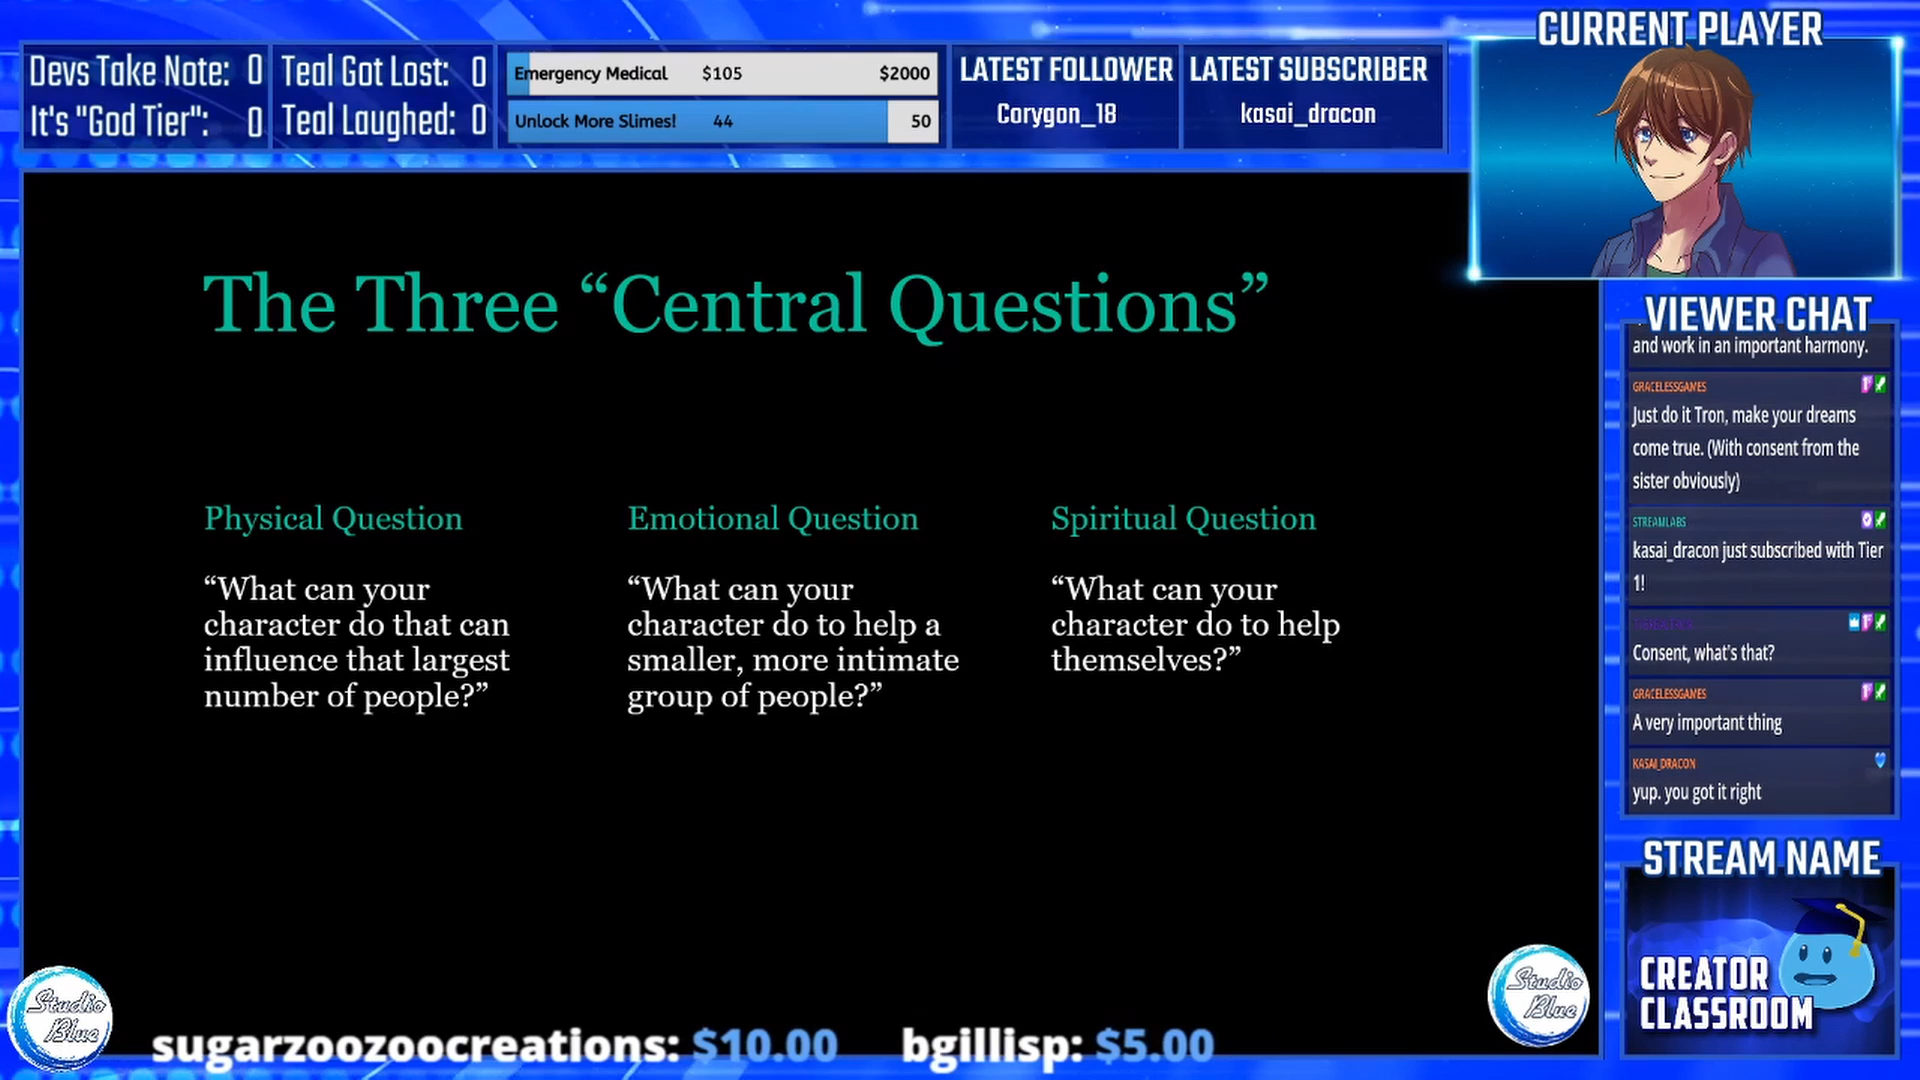 Devs Take Note: 0
It's "God Tier": 0
Teal Got Lost: 0
Teal Laughed: 0
Emergency Medical $105 $2000
Unlock More Slimes! 44 50
LATEST FOLLOWER
Corygon_18
LATEST SUBSCRIBER
kasai_dracon
CURRENT PLAYER
The Three “Central Questions”
Physical Question
“What can your
character do that can
influence that largest
number of people?”
Emotional Question
“What can your
character do to help a
smaller, more intimate
group of people?”
Spiritual Question
“What can your
character do to help
themselves?”
VIEWER CHAT
and work in an important harmony.
GRACELESSGAMES
Just do it Tron, make your dreams
come true. (With consent from the
sister obviously)
STREAMLABS
kasai_dracon just subscribed with Tier
1!
Consent, what's that?
GRACELESSGAMES
A very important thing
KASAI_DRACON
yup. you got it right
STREAM NAME
CREATOR
CLASSROOM
Studio
Blue
Studio
Blue
sugarzoozoocreations: $10.00 bgillisp: $5.00